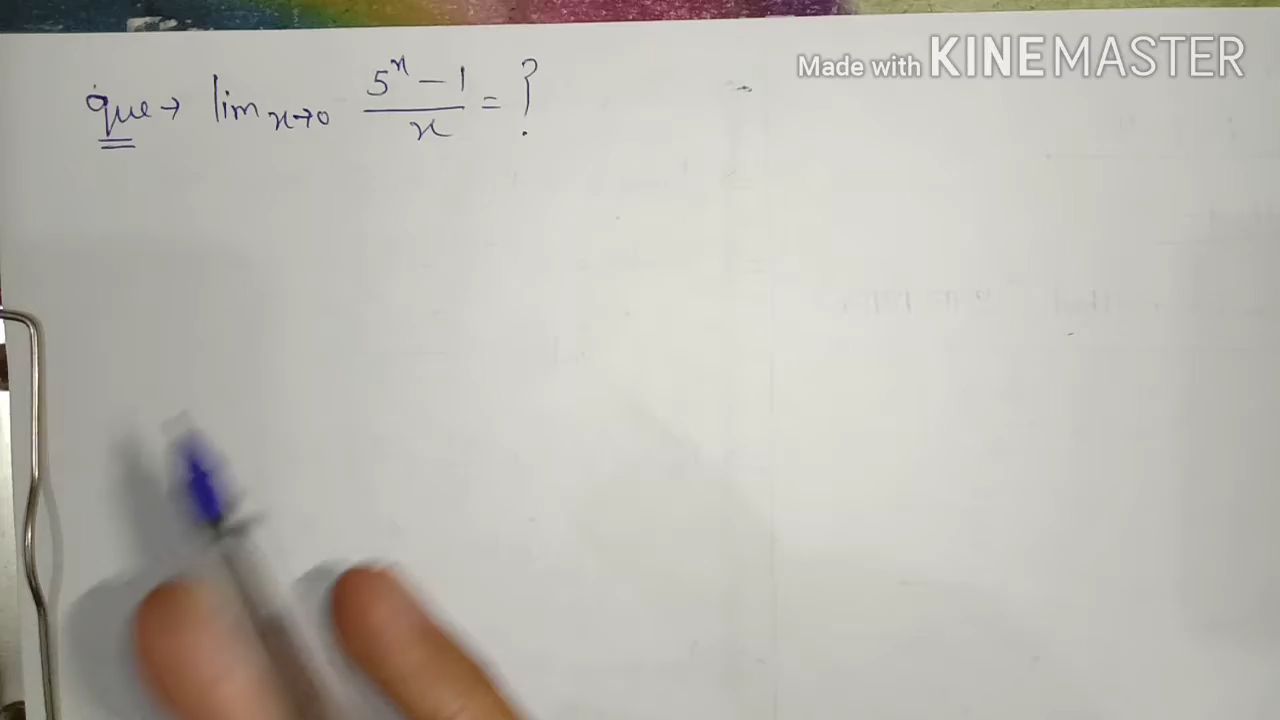 Made with KINEMASTER
que→ lim x→0 5^x - 1 / x = ?